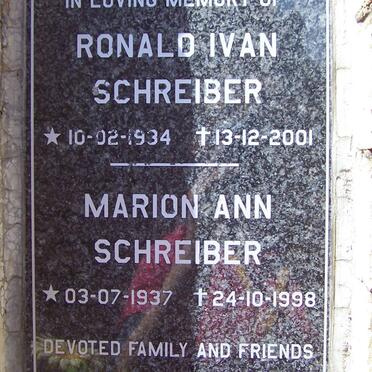 IN LOVING MEMORY OF
RONALD IVAN
SCHREIBER
★ 10-02-1934 ✝ 13-12-2001
MARION ANN
SCHREIBER
★ 03-07-1937 ✝ 24-10-1998
DEVOTED FAMILY AND FRIENDS